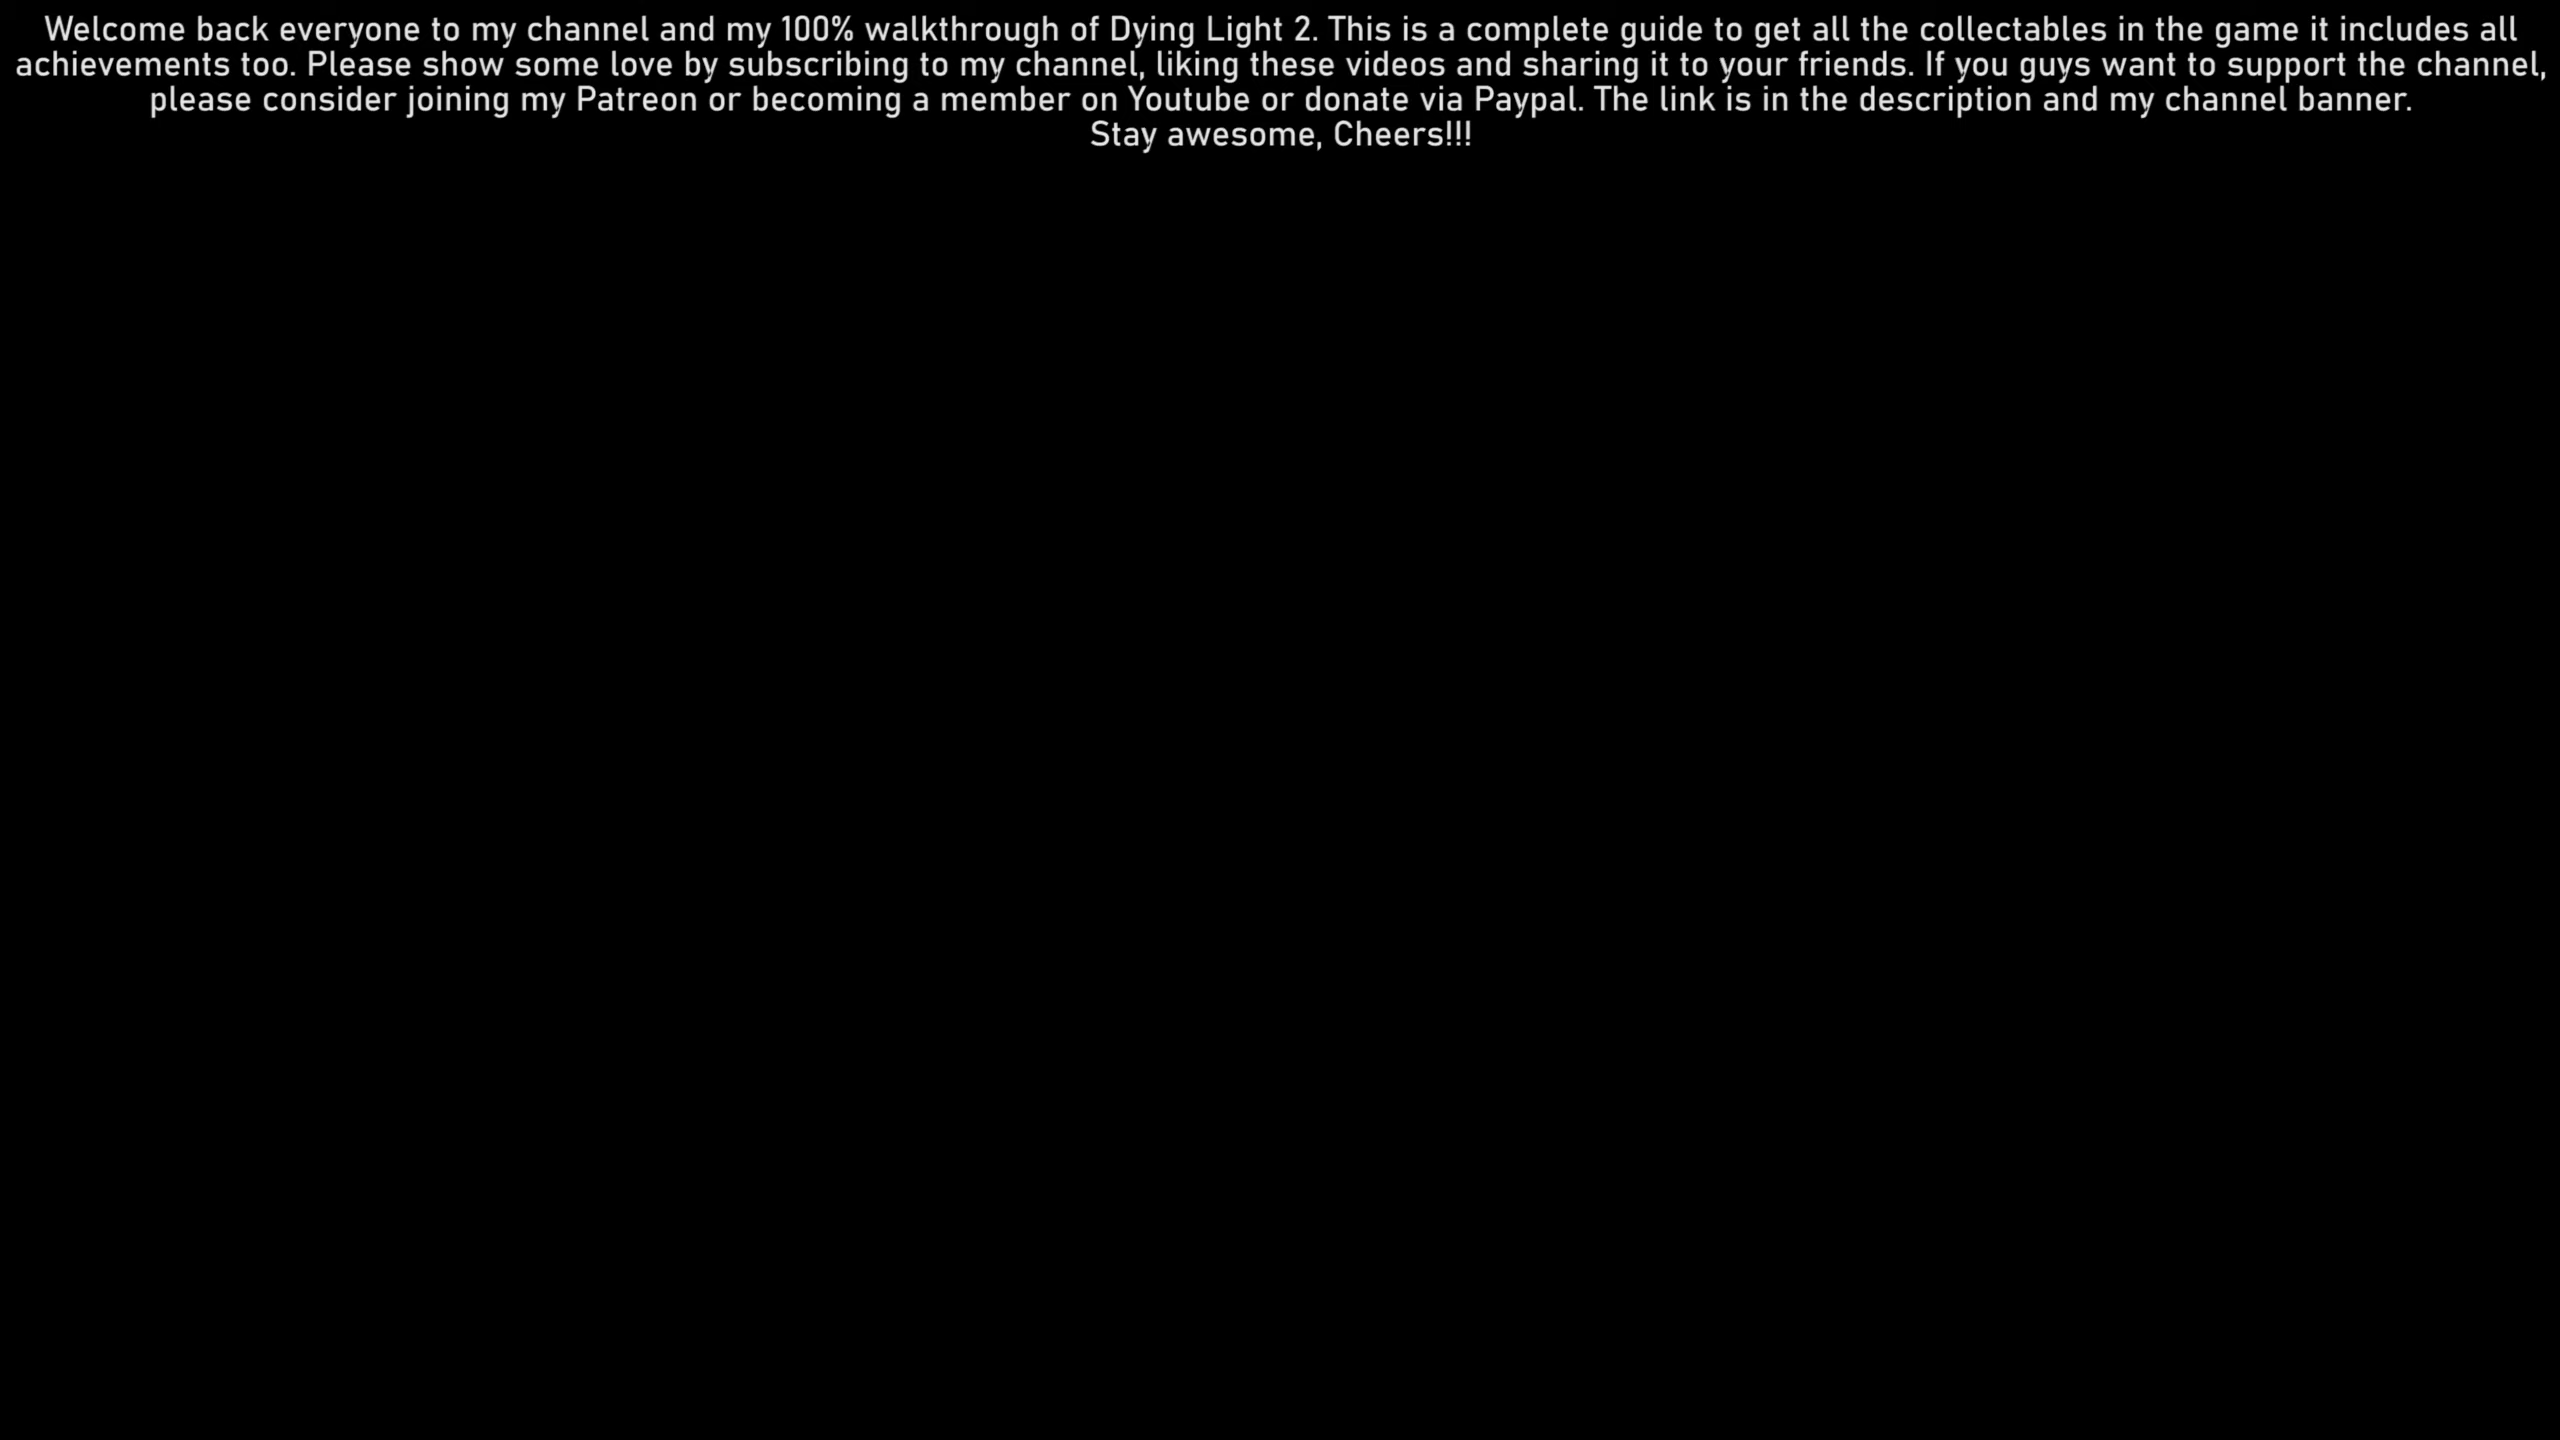 Welcome back everyone to my channel and my 100% walkthrough of Dying Light 2. This is a complete guide to get all the collectables in the game it includes all
achievements too. Please show some love by subscribing to my channel, liking these videos and sharing it to your friends. If you guys want to support the channel,
please consider joining my Patreon or becoming a member on Youtube or donate via Paypal. The link is in the description and my channel banner.
Stay awesome, Cheers!!!